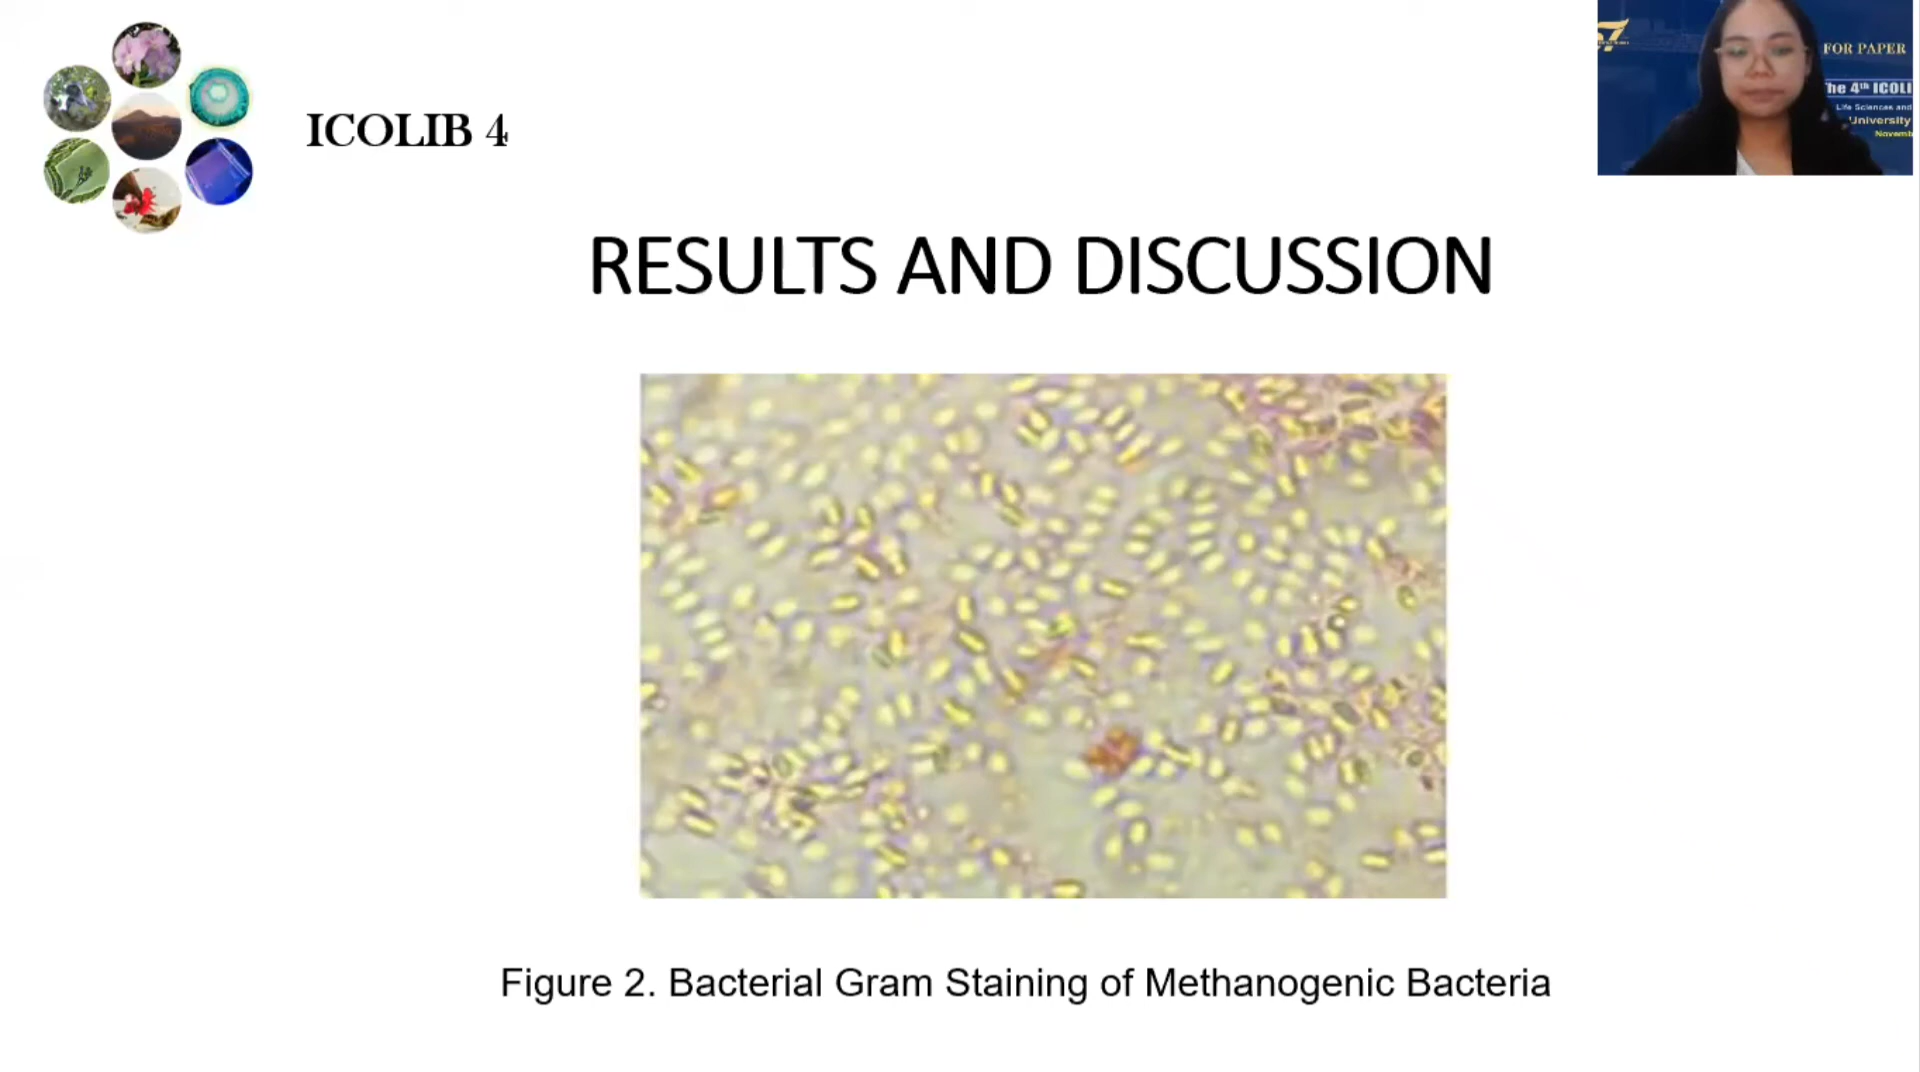 ICOLIB 4
FOR PAPER
The 4th ICOLI
Life Sciences and
University
Novemb
RESULTS AND DISCUSSION
Figure 2. Bacterial Gram Staining of Methanogenic Bacteria